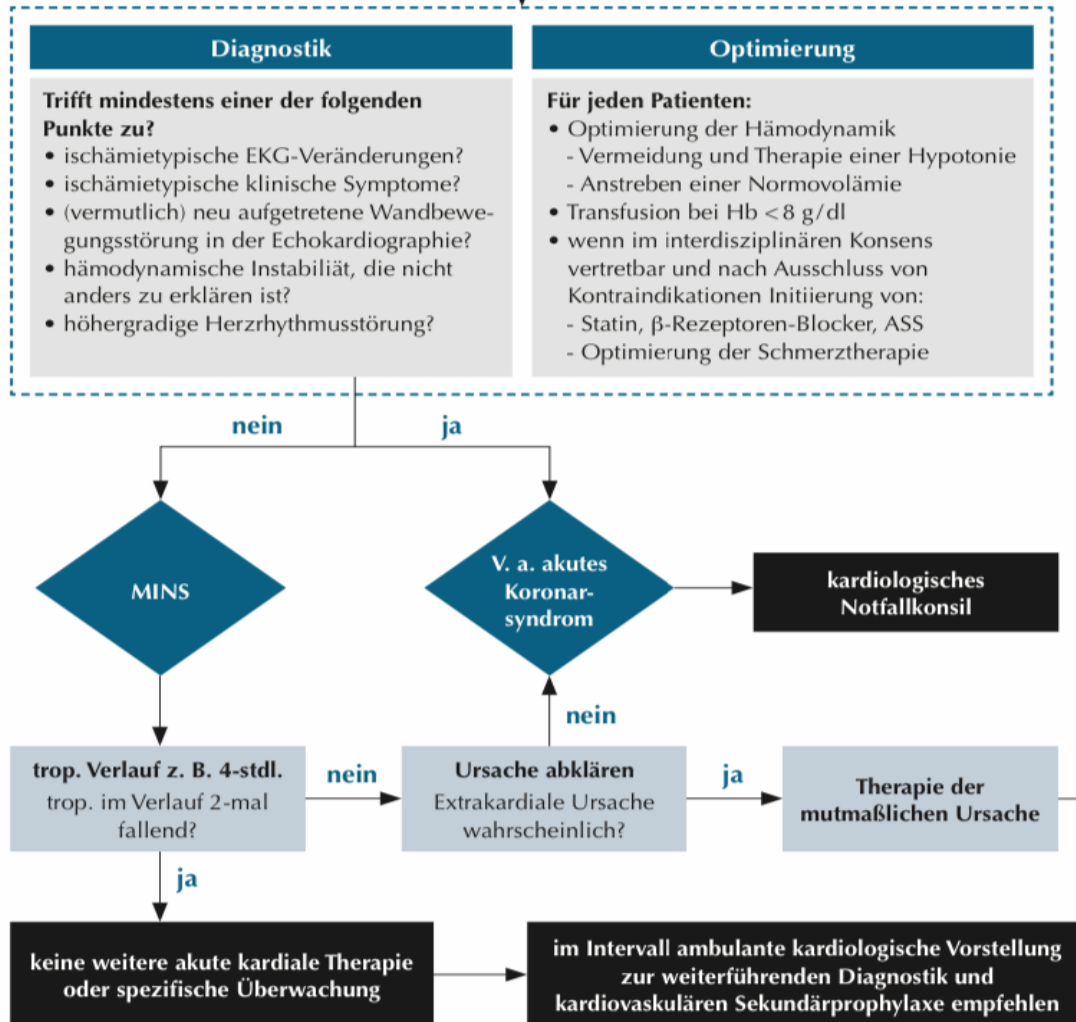 Diagnostik
Trifft mindestens einer der folgenden
Punkte zu?
• ischämietypische EKG-Veränderungen?
• ischämietypische klinische Symptome?
• (vermutlich) neu aufgetretene Wandbewe-
gungsstörung in der Echokardiographie?
• hämodynamische Instabiliät, die nicht
anders zu erklären ist?
• höhergradige Herzrhythmusstörung?
Optimierung
Für jeden Patienten:
• Optimierung der Hämodynamik
- Vermeidung und Therapie einer Hypotonie
- Anstreben einer Normovolämie
• Transfusion bei Hb <8 g/dl
• wenn im interdisziplinären Konsens
vertretbar und nach Ausschluss von
Kontraindikationen Initiierung von:
- Statin, β-Rezeptoren-Blocker, ASS
- Optimierung der Schmerztherapie
nein
ja
MINS
V. a. akutes
Koronar-
syndrom
kardiologisches
Notfallkonsil
nein
trop. Verlauf z. B. 4-stdl.
trop. im Verlauf 2-mal
fallend?
nein
Ursache abklären
Extrakardiale Ursache
wahrscheinlich?
ja
Therapie der
mutmaßlichen Ursache
ja
keine weitere akute kardiale Therapie
oder spezifische Überwachung
im Intervall ambulante kardiologische Vorstellung
zur weiterführenden Diagnostik und
kardiovaskulären Sekundärprophylaxe empfehlen